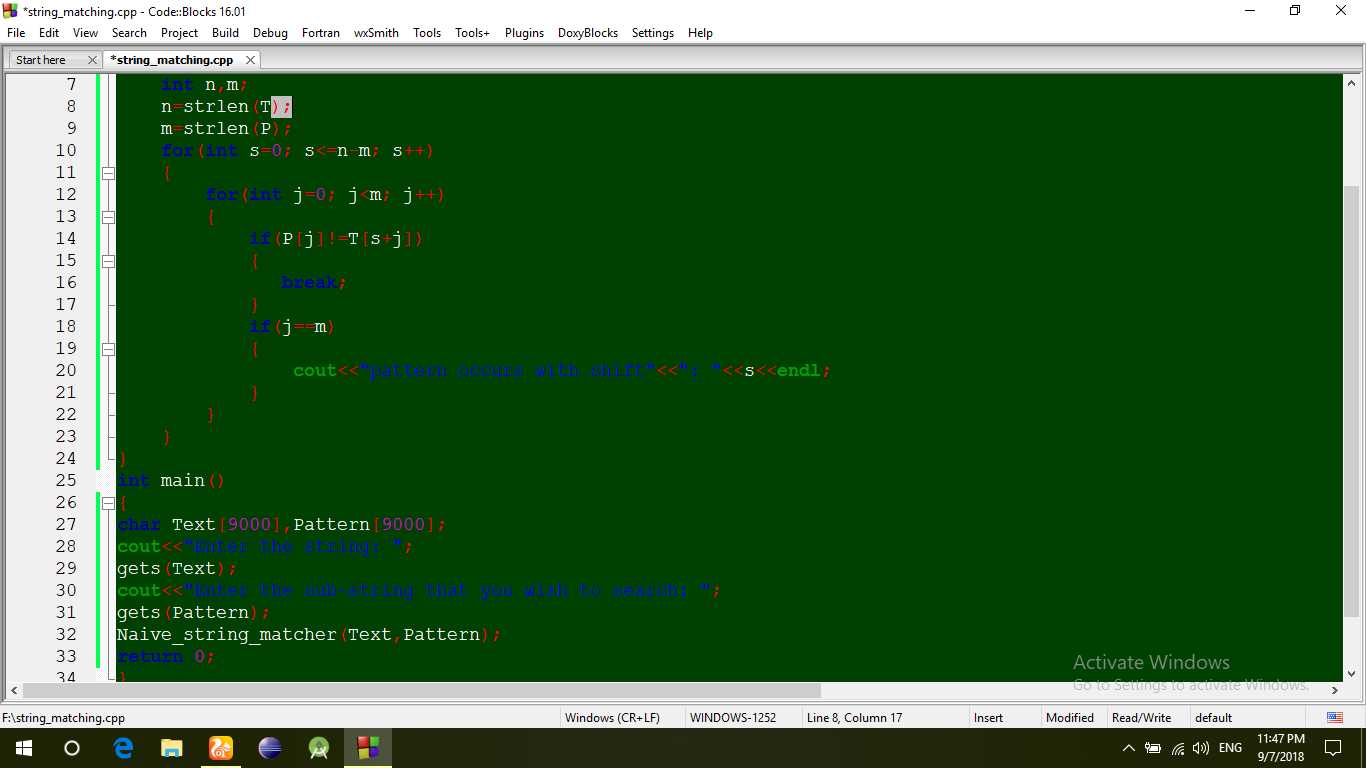 *string_matching.cpp - Code::Blocks 16.01
File Edit View Search Project Build Debug Fortran wxSmith Tools Tools+ Plugins DoxyBlocks Settings Help
Start here *string_matching.cpp
7 int n,m;
8 n=strlen(T);
9 m=strlen(P);
10 for(int s=0; s<=n-m; s++)
11 {
12 for(int j=0; j<m; j++)
13 {
14 if(P[j]!=T[s+j])
15 {
16 break;
17 }
18 if(j==m)
19 {
20 cout<<"pattern occurs with shift"<<": "<<s<<endl;
21 }
22 }
23 }
24 }
25 int main()
26 {
27 char Text[9000],Pattern[9000];
28 cout<<"Enter the string: ";
29 gets(Text);
30 cout<<"Enter the sub-string that you wish to search: ";
31 gets(Pattern);
32 Naive_string_matcher(Text,Pattern);
33 return 0;
34 }
Activate Windows
Go to Settings to activate Windows.
F:\string_matching.cpp Windows (CR+LF) WINDOWS-1252 Line 8, Column 17 Insert Modified Read/Write default
ENG 11:47 PM
9/7/2018